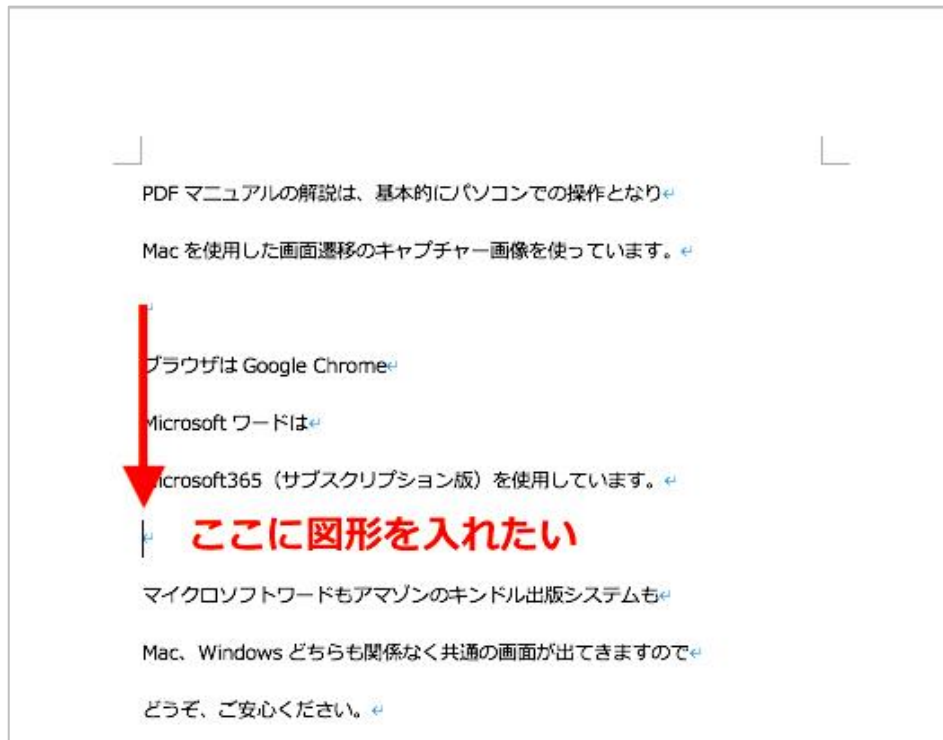 PDF マニュアルの解説は、基本的にパソコンでの操作となり
Mac を使用した画面遷移のキャプチャー画像を使っています。
ブラウザは Google Chrome
Microsoft ワードは
Microsoft365（サブスクリプション版）を使用しています。
ここに図形を入れたい
マイクロソフトワードもアマゾンのキンドル出版システムも
Mac、Windows どちらも関係なく共通の画面が出てきますので
どうぞ、ご安心ください。